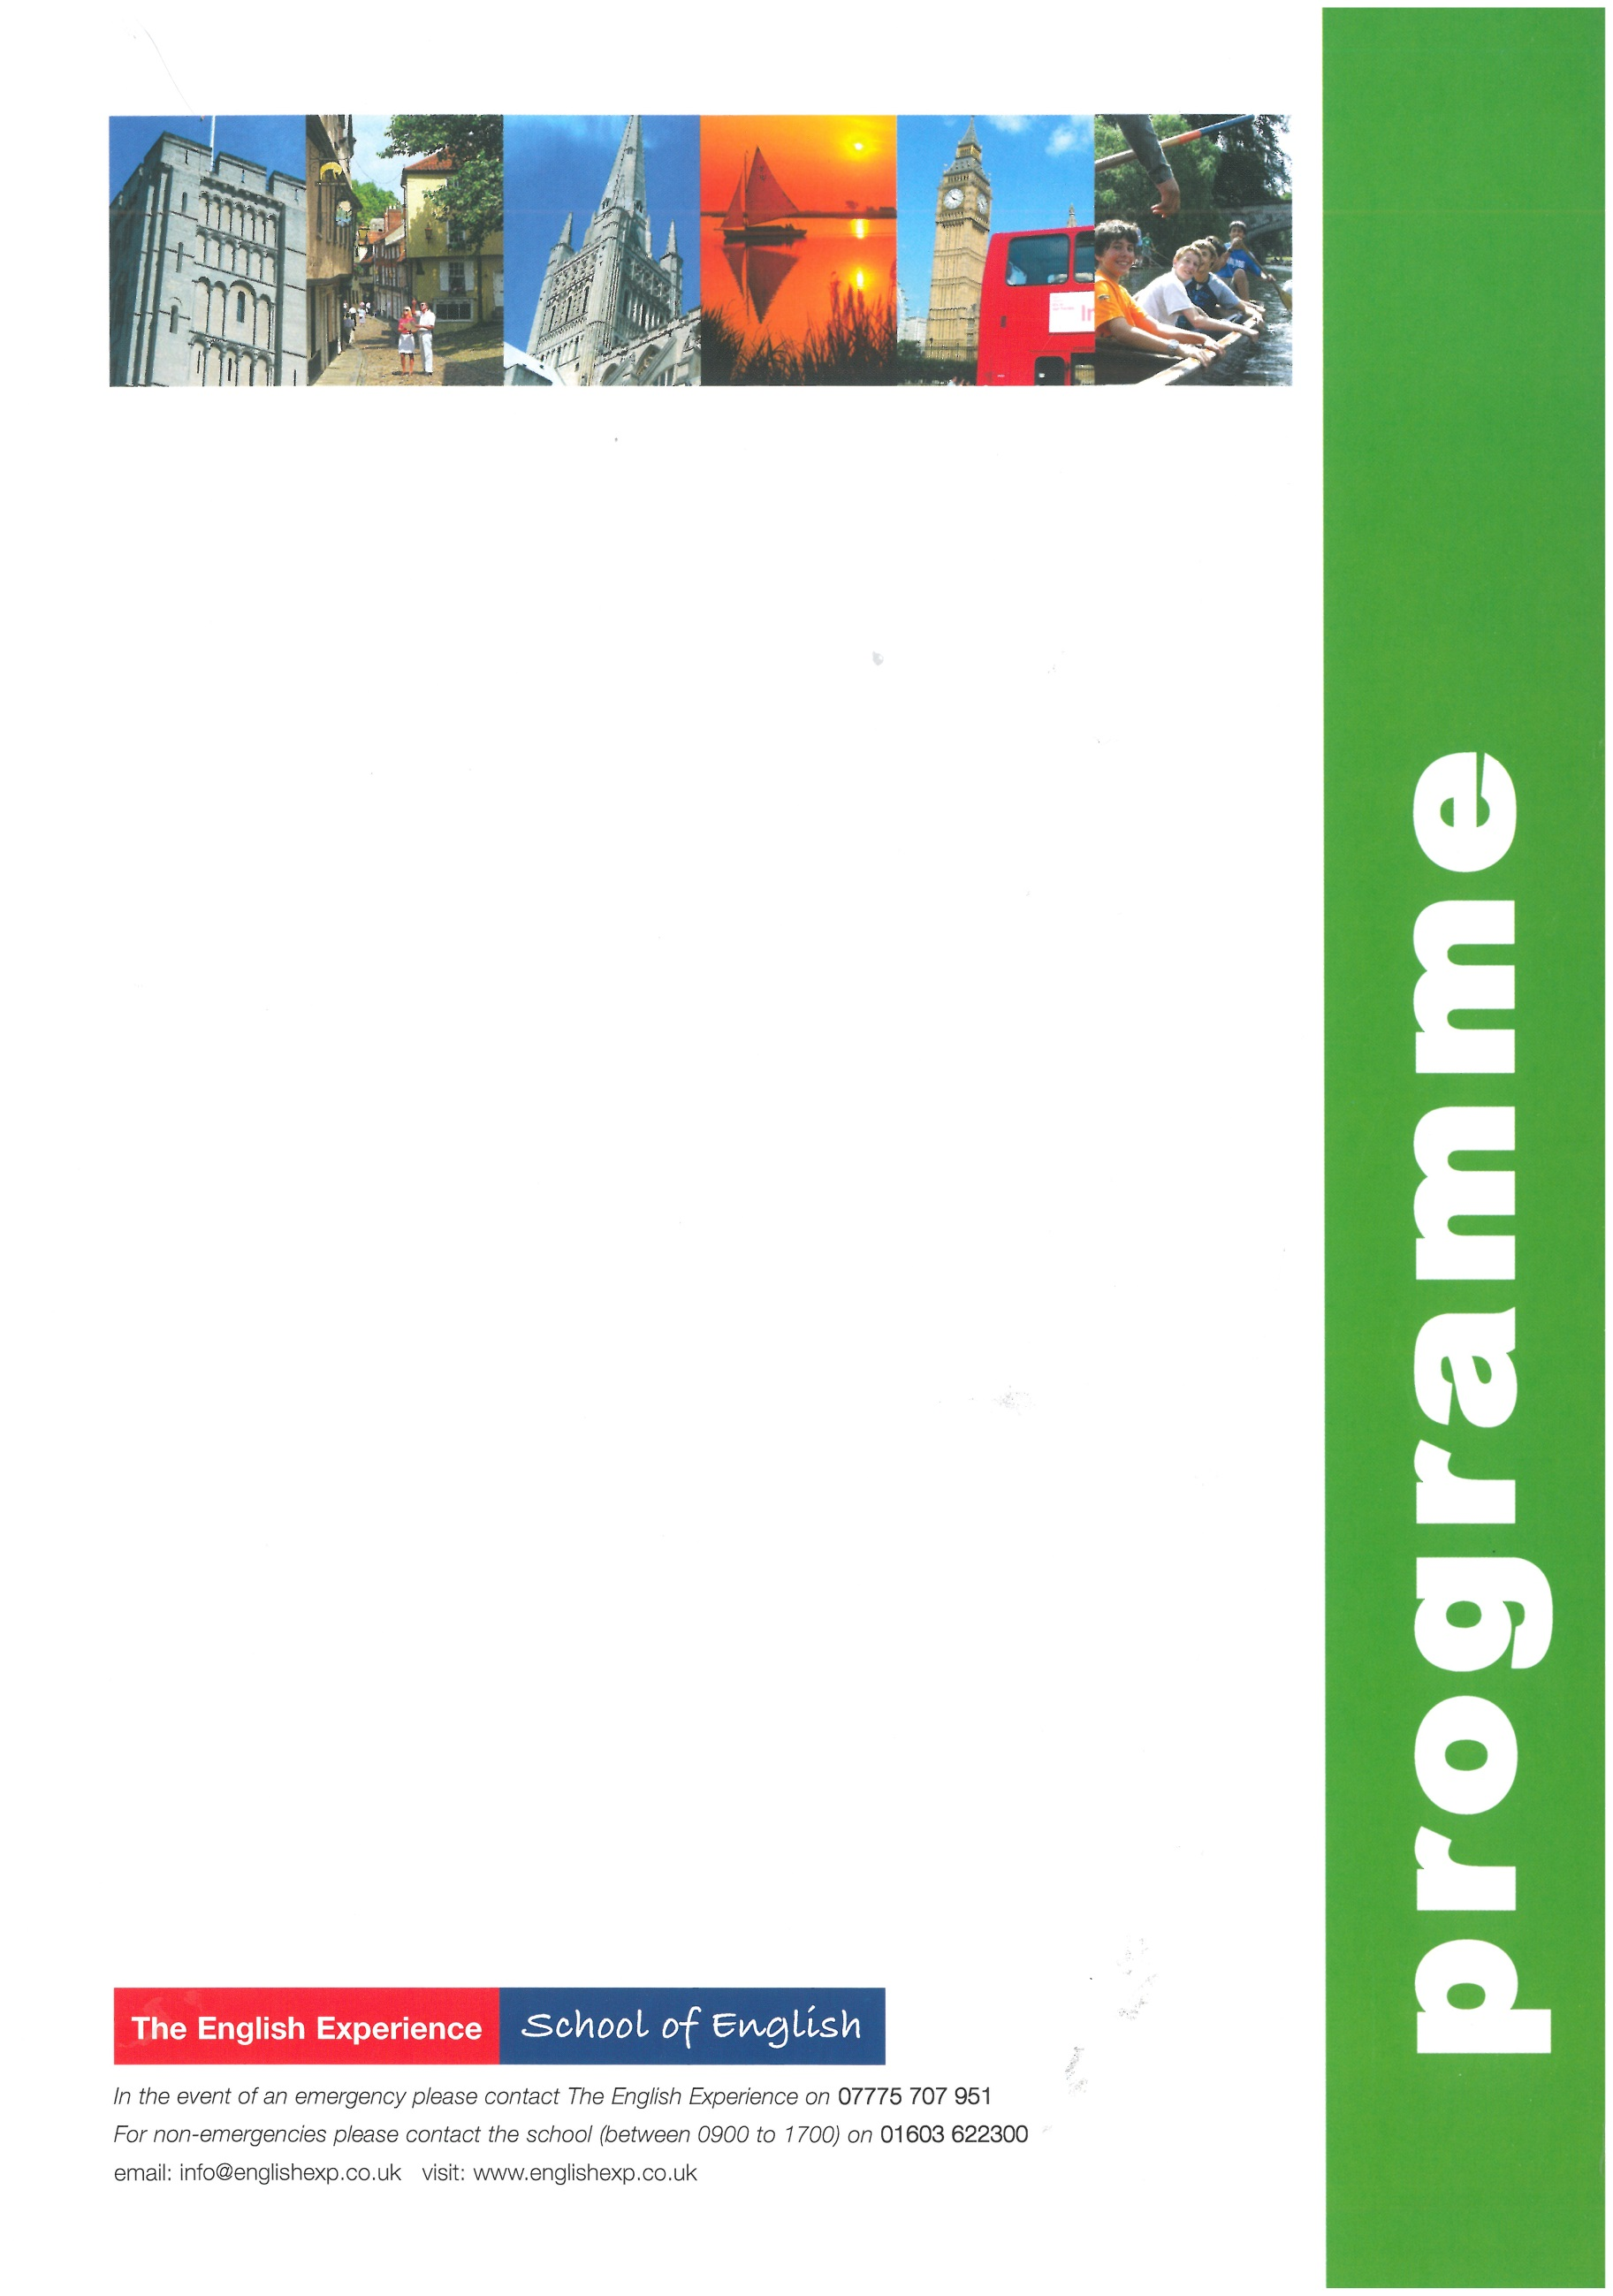 In
programme
The English Experience School of English
In the event of an emergency please contact The English Experience on 07775 707 951
For non-emergencies please contact the school (between 0900 to 1700) on 01603 622300
email: info@englishexp.co.uk visit: www.englishexp.co.uk